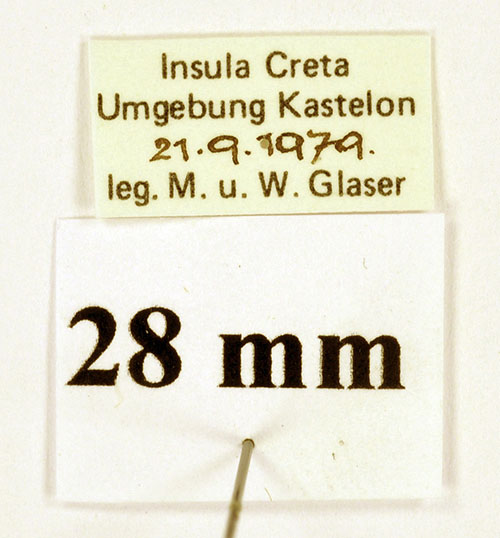 Insula Creta
Umgebung Kastelon
21.9.1979.
leg. M. u. W. Glaser
28 mm